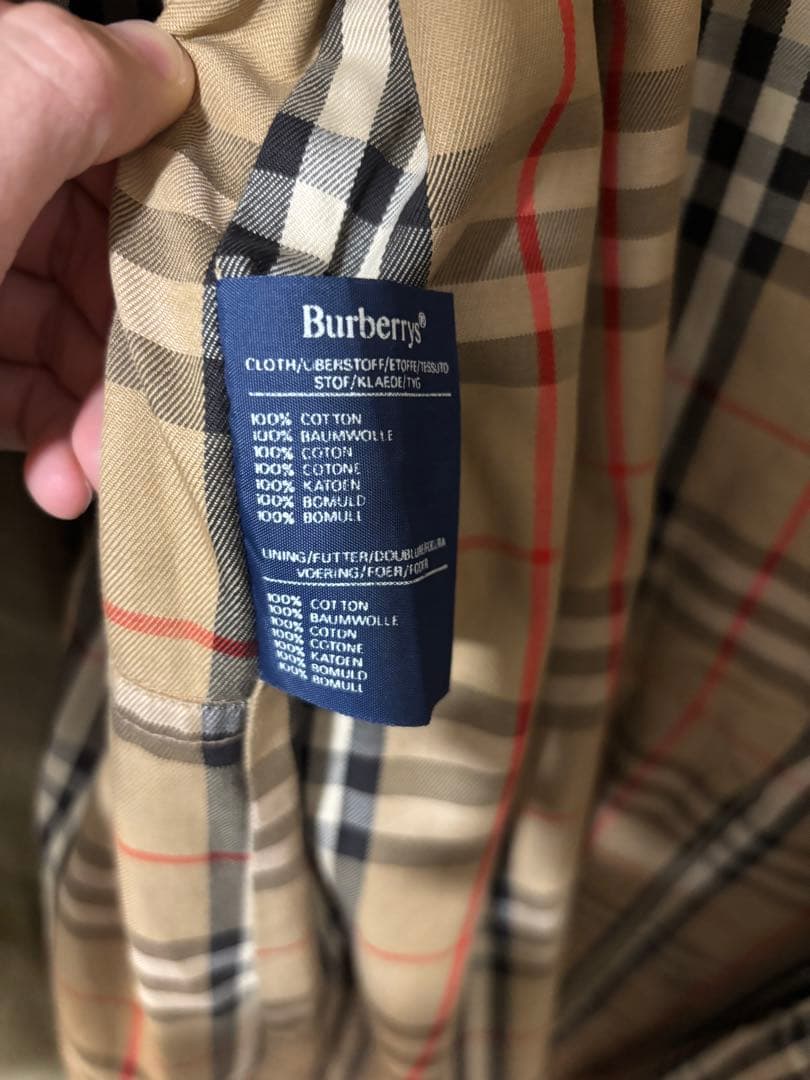 Burberrys®
CLOTH/ÜBERSTOFF/ETOFFE/TESSUTO
STOF/KLAEDE/TYG
100% COTTON
100% BAUMWOLLE
100% COTON
100% COTONE
100% KATOEN
100% BOMULD
100% BOMULL
LINING/FUTTER/DOUBLURE/FODERA
VOERING/FOER/FODER
100% COTTON
100% BAUMWOLLE
100% COTON
100% COTONE
100% KATOEN
100% BOMULD
100% BOMULL